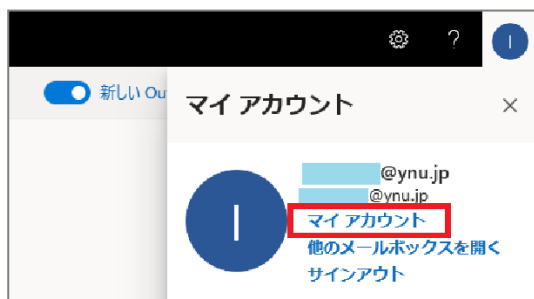 ?
I
新しい Ou
マイ アカウント
I
@ynu.jp
@ynu.jp
マイ アカウント
他のメールボックスを開く
サインアウト